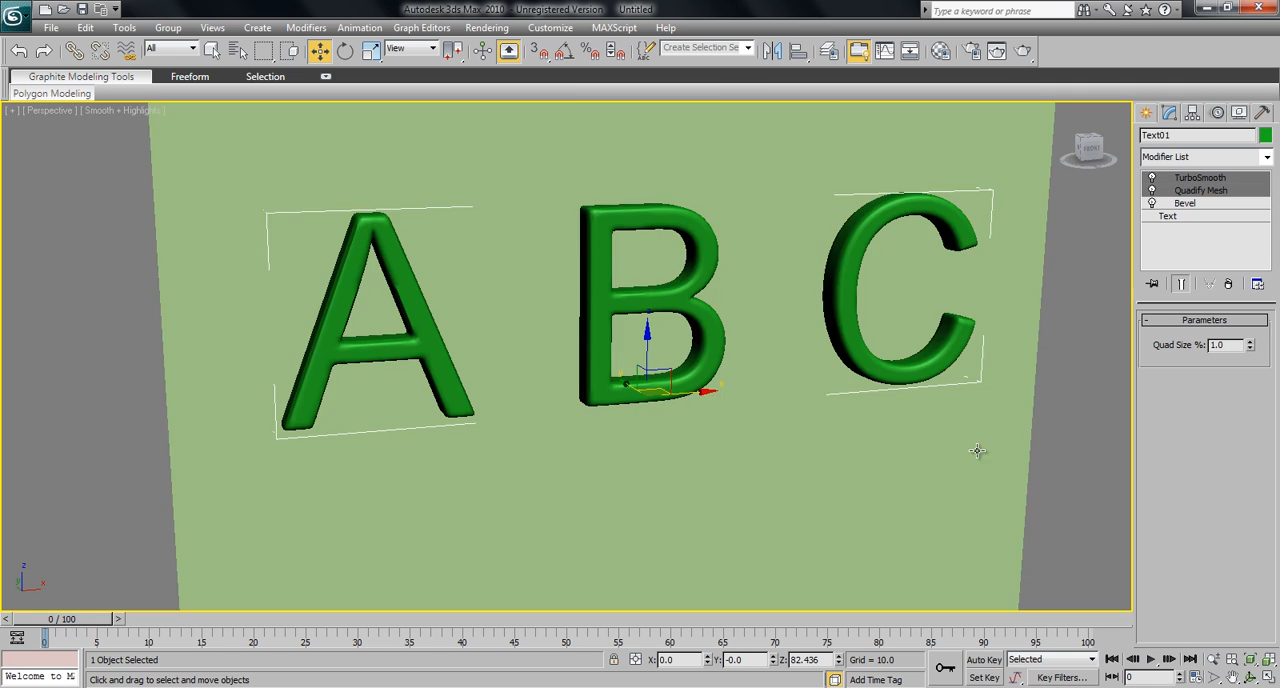 Autodesk 3ds Max 2010 - Unregistered Version Untitled
Type a keyword or phrase
File Edit Tools Group Views Create Modifiers Animation Graph Editors Rendering Customize MAXScript Help
All View 3 Create Selection Se
Graphite Modeling Tools Freeform Selection
Polygon Modeling
[ + ] [ Perspective ] [ Smooth + Highlights ]
FRONT
Text01
Modifier List
TurboSmooth
Quadify Mesh
Bevel
Text
- Parameters
Quad Size %: 1.0
A B C
z
x
y
x
z
y x
< 0 / 100 >
0 5 10 15 20 25 30 35 40 45 50 55 60 65 70 75 80 85 90 95 100
1 Object Selected X: 0.0 Y: -0.0 Z: 82.436 Grid = 10.0 Auto Key Selected
Welcome to M Click and drag to select and move objects Add Time Tag Set Key Key Filters... 0